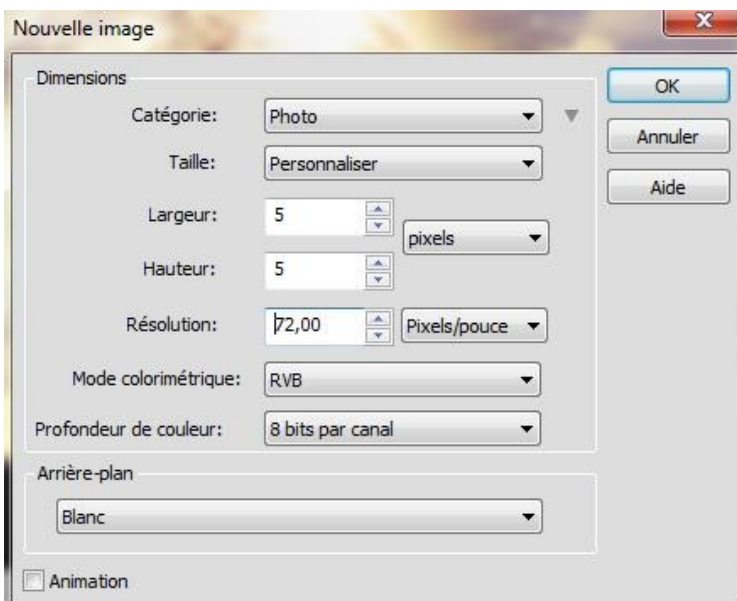 Nouvelle image
Dimensions
OK
Catégorie: Photo
Annuler
Taille: Personnaliser
Aide
Largeur: 5
pixels
Hauteur: 5
Résolution: 72,00 Pixels/pouce
Mode colorimétrique: RVB
Profondeur de couleur: 8 bits par canal
Arrière-plan
Blanc
Animation